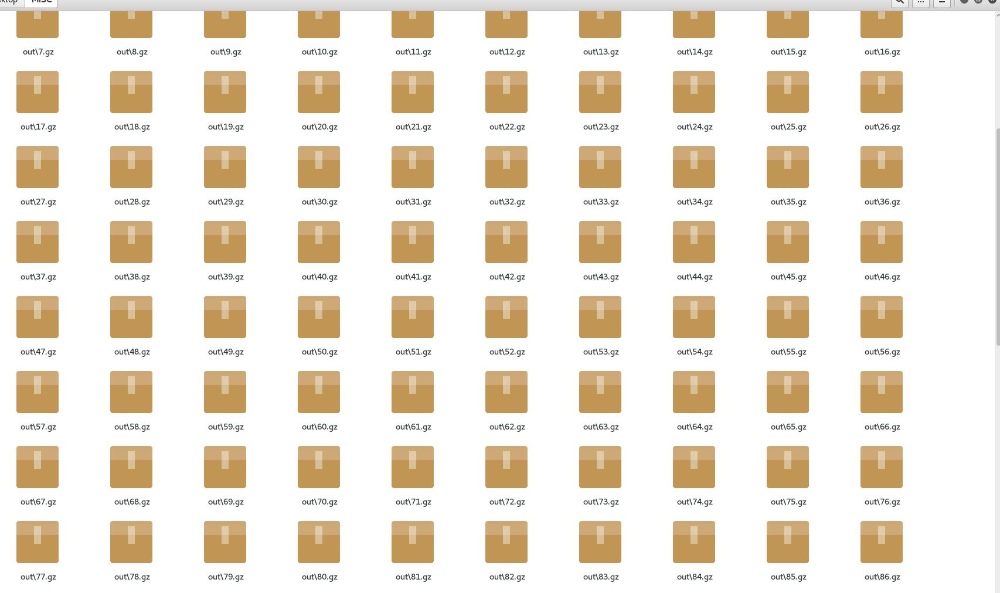 MISC
out\7.gz out\8.gz out\9.gz out\10.gz out\11.gz out\12.gz out\13.gz out\14.gz out\15.gz out\16.gz
out\17.gz out\18.gz out\19.gz out\20.gz out\21.gz out\22.gz out\23.gz out\24.gz out\25.gz out\26.gz
out\27.gz out\28.gz out\29.gz out\30.gz out\31.gz out\32.gz out\33.gz out\34.gz out\35.gz out\36.gz
out\37.gz out\38.gz out\39.gz out\40.gz out\41.gz out\42.gz out\43.gz out\44.gz out\45.gz out\46.gz
out\47.gz out\48.gz out\49.gz out\50.gz out\51.gz out\52.gz out\53.gz out\54.gz out\55.gz out\56.gz
out\57.gz out\58.gz out\59.gz out\60.gz out\61.gz out\62.gz out\63.gz out\64.gz out\65.gz out\66.gz
out\67.gz out\68.gz out\69.gz out\70.gz out\71.gz out\72.gz out\73.gz out\74.gz out\75.gz out\76.gz
out\77.gz out\78.gz out\79.gz out\80.gz out\81.gz out\82.gz out\83.gz out\84.gz out\85.gz out\86.gz